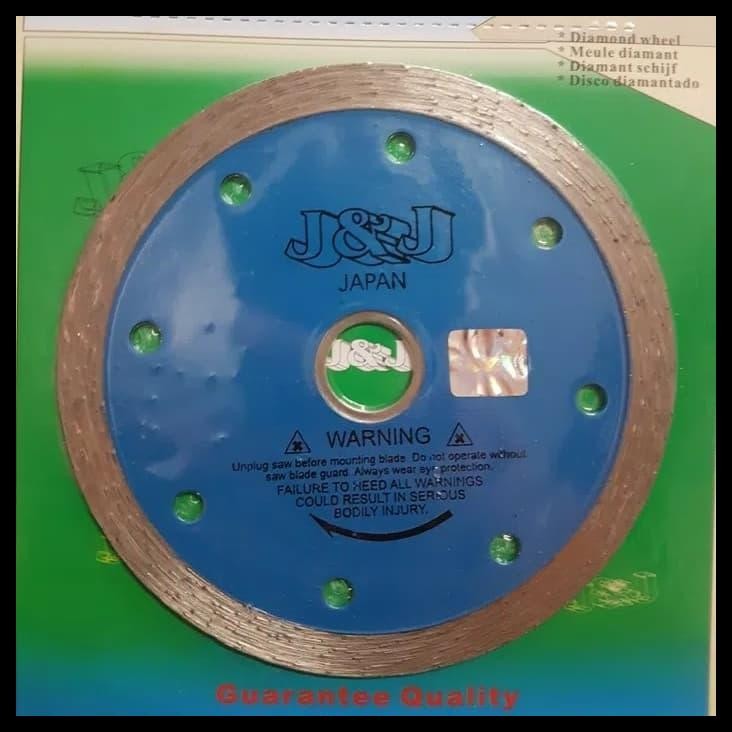 * Diamond wheel
* Meule diamant
* Diamant schijf
* Disco diamantado
J&J
JAPAN
J&J
WARNING
Unplug saw before mounting blade. Do not operate without
saw blade guard. Always wear eye protection.
FAILURE TO HEED ALL WARNINGS
COULD RESULT IN SERIOUS
BODILY INJURY.
J&J
Guarantee Quality